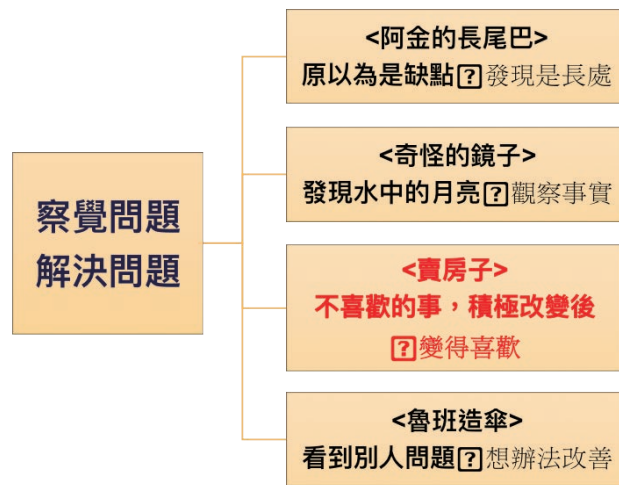 察覺問題
解決問題
<阿金的長尾巴>
原以為是缺點⍰發現是長處
<奇怪的鏡子>
發現水中的月亮⍰觀察事實
<賣房子>
不喜歡的事，積極改變後
⍰變得喜歡
<魯班造傘>
看到別人問題⍰想辦法改善